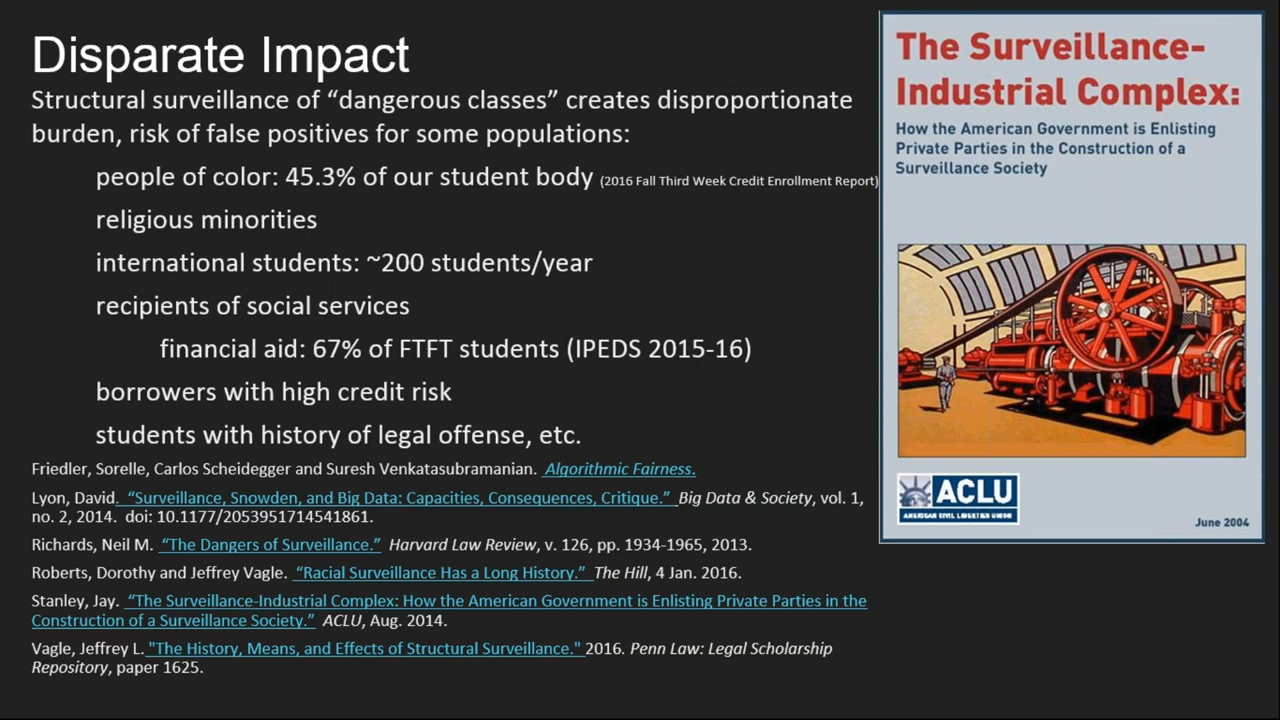 Disparate Impact
Structural surveillance of “dangerous classes” creates disproportionate
burden, risk of false positives for some populations:
people of color: 45.3% of our student body (2016 Fall Third Week Credit Enrollment Report)
religious minorities
international students: ~200 students/year
recipients of social services
financial aid: 67% of FTFT students (IPEDS 2015-16)
borrowers with high credit risk
students with history of legal offense, etc.
Friedler, Sorelle, Carlos Scheidegger and Suresh Venkatasubramanian. Algorithmic Fairness.
Lyon, David. “Surveillance, Snowden, and Big Data: Capacities, Consequences, Critique.” Big Data & Society, vol. 1,
no. 2, 2014. doi: 10.1177/2053951714541861.
Richards, Neil M. “The Dangers of Surveillance.” Harvard Law Review, v. 126, pp. 1934-1965, 2013.
Roberts, Dorothy and Jeffrey Vagle. “Racial Surveillance Has a Long History.” The Hill, 4 Jan. 2016.
Stanley, Jay. “The Surveillance-Industrial Complex: How the American Government is Enlisting Private Parties in the
Construction of a Surveillance Society.” ACLU, Aug. 2014.
Vagle, Jeffrey L. "The History, Means, and Effects of Structural Surveillance." 2016. Penn Law: Legal Scholarship
Repository, paper 1625.
The Surveillance-
Industrial Complex:
How the American Government is Enlisting
Private Parties in the Construction of a
Surveillance Society
ACLU
AMERICAN CIVIL LIBERTIES UNION
June 2004